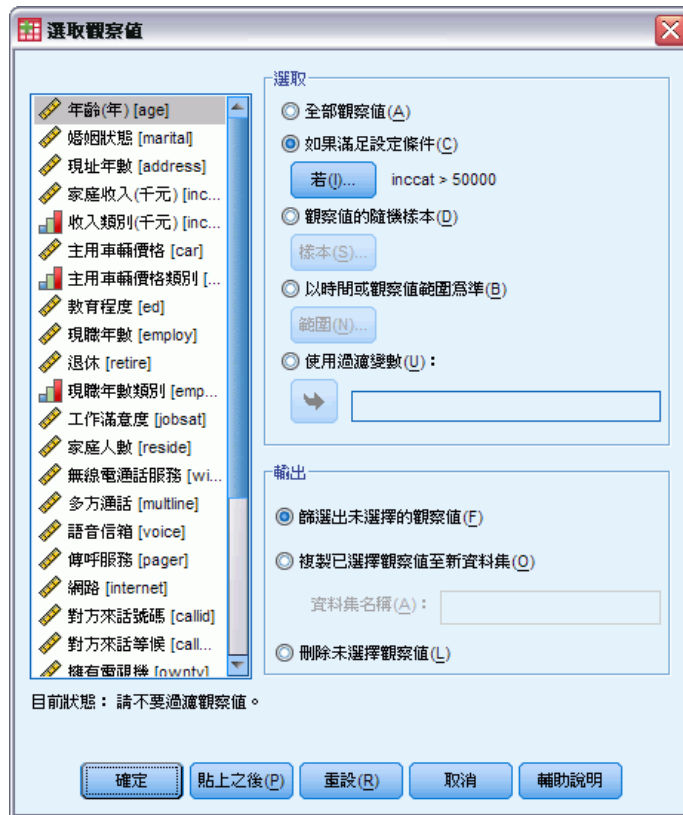 選取觀察值
年齡(年) [age]
婚姻狀態 [marital]
現址年數 [address]
家庭收入(千元) [inc...
收入類別(千元) [inc...
主用車輛價格 [car]
主用車輛價格類別 [...
教育程度 [ed]
現職年數 [employ]
退休 [retire]
現職年數類別 [emp...
工作滿意度 [jobsat]
家庭人數 [reside]
無線電通話服務 [wi...
多方通話 [multline]
語音信箱 [voice]
傳呼服務 [pager]
網路 [internet]
對方來話號碼 [callid]
對方來話等候 [call...
擁有電視機 [owntv]
選取
全部觀察值(A)
如果滿足設定條件(C)
若(I)... inccat > 50000
觀察值的隨機樣本(D)
樣本(S)...
以時間或觀察值範圍為準(B)
範圍(N)...
使用過濾變數(U)：
輸出
篩選出未選擇的觀察值(F)
複製已選擇觀察值至新資料集(O)
資料集名稱(A)：
刪除未選擇觀察值(L)
目前狀態：請不要過濾觀察值。
確定 貼上之後(P) 重設(R) 取消 輔助說明